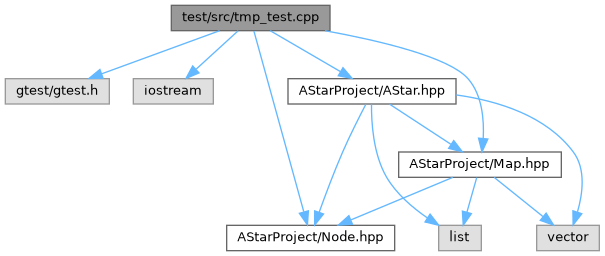 test/src/tmp_test.cpp
gtest/gtest.h
iostream
AStarProject/AStar.hpp
AStarProject/Map.hpp
AStarProject/Node.hpp
list
vector